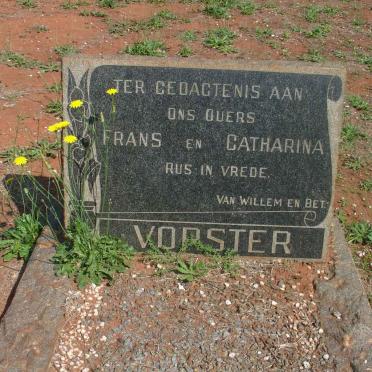 TER GEDAGTENIS AAN
ONS OUERS
FRANS EN CATHARINA
RUS IN VREDE.
VAN WILLEM EN BET.
VORSTER